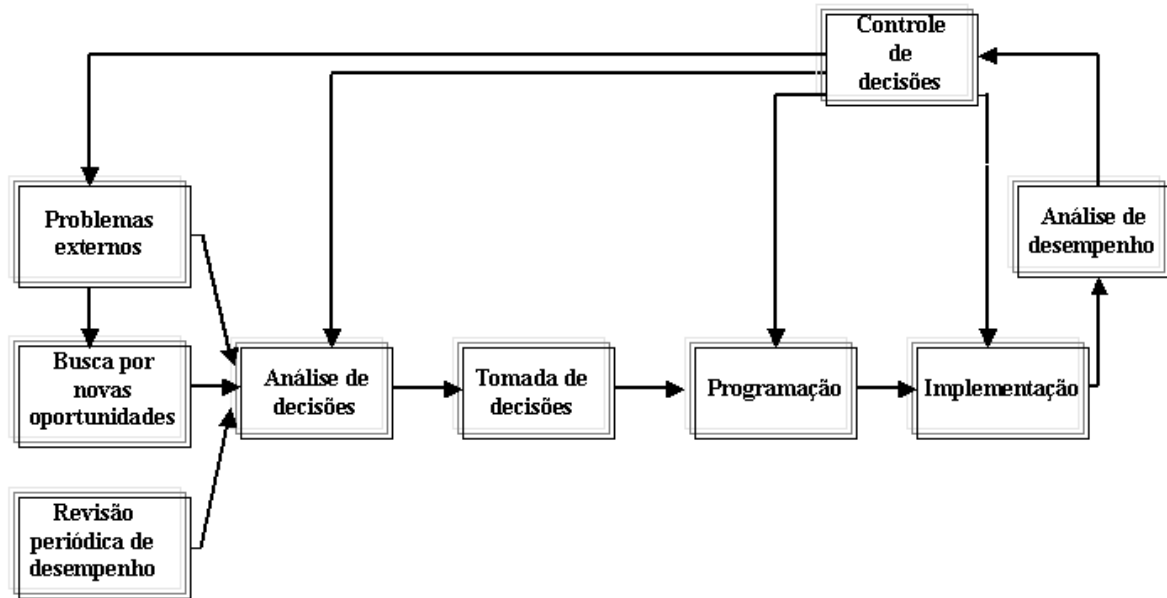 Controle
de
decisões
Problemas
externos
Análise de
desempenho
Busca por
novas
oportunidades
Análise de
decisões
Tomada de
decisões
Programação
Implementação
Revisão
periódica de
desempenho